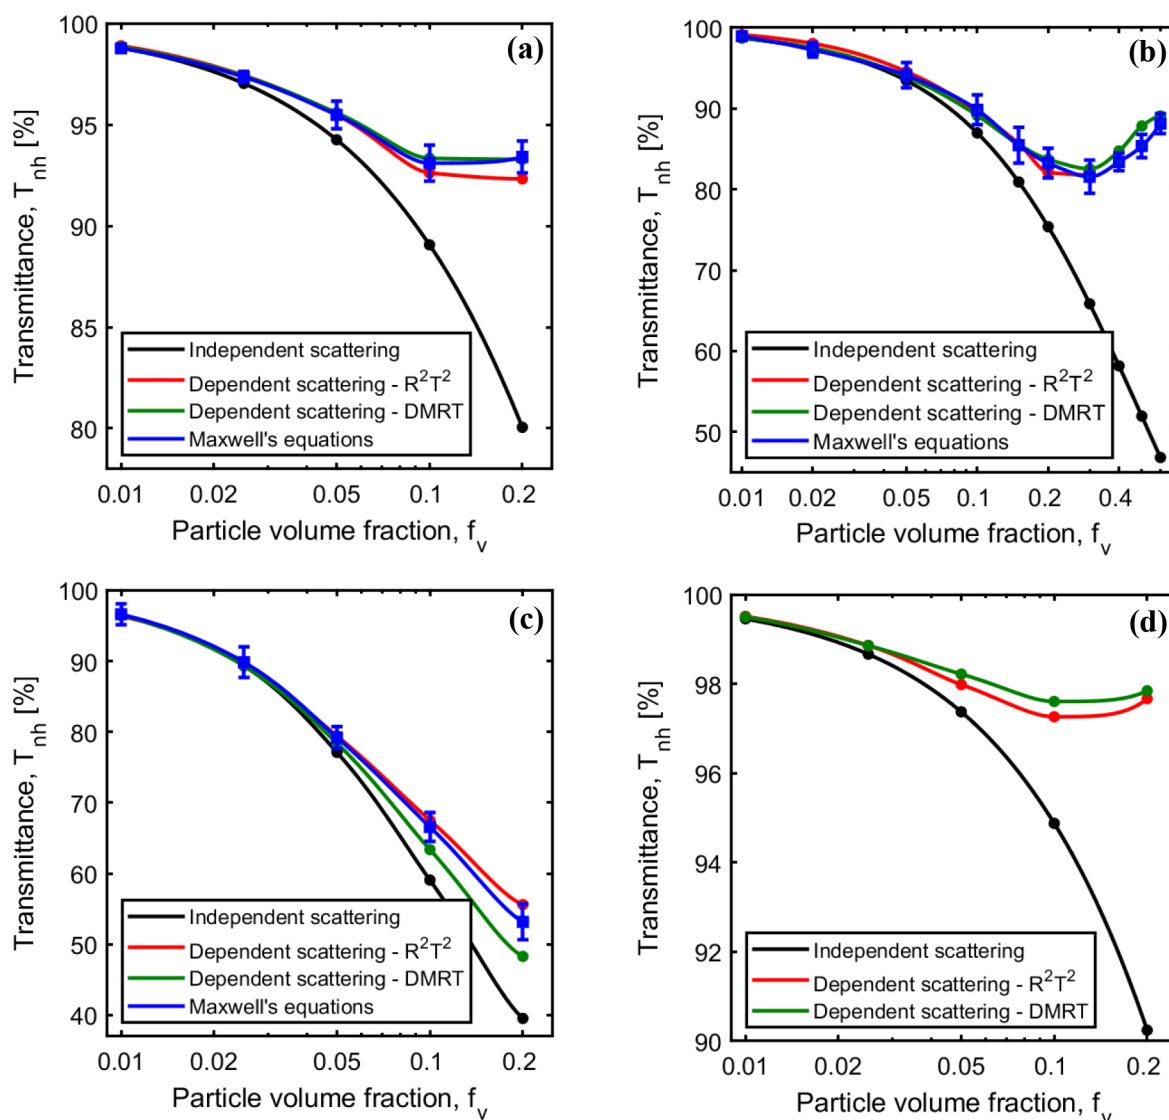 (a)
Transmittance, T_nh [%]
100
95
90
85
80
Independent scattering
Dependent scattering - R²T²
Dependent scattering - DMRT
Maxwell's equations
0.01 0.02 0.05 0.1 0.2
Particle volume fraction, f_v
(b)
Transmittance, T_nh [%]
100
90
80
70
60
50
Independent scattering
Dependent scattering - R²T²
Dependent scattering - DMRT
Maxwell's equations
0.01 0.02 0.05 0.1 0.2 0.4
Particle volume fraction, f_v
(c)
Transmittance, T_nh [%]
100
90
80
70
60
50
40
Independent scattering
Dependent scattering - R²T²
Dependent scattering - DMRT
Maxwell's equations
0.01 0.02 0.05 0.1 0.2
Particle volume fraction, f_v
(d)
Transmittance, T_nh [%]
100
98
96
94
92
90
Independent scattering
Dependent scattering - R²T²
Dependent scattering - DMRT
0.01 0.02 0.05 0.1 0.2
Particle volume fraction, f_v